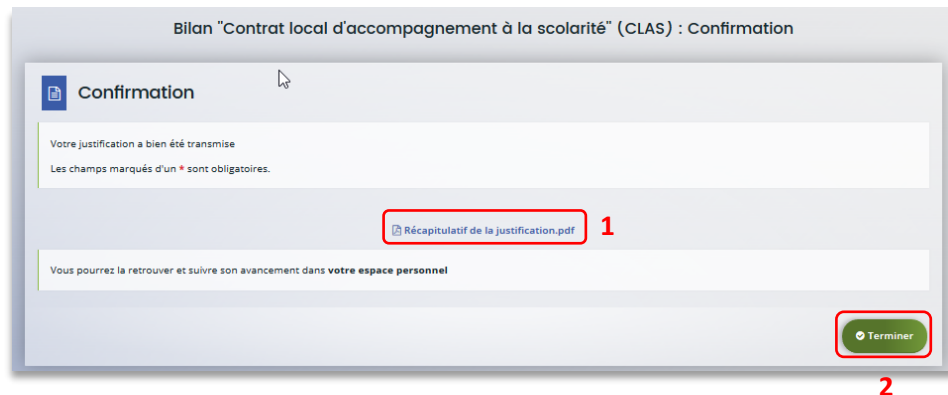 Bilan "Contrat local d'accompagnement à la scolarité" (CLAS) : Confirmation
Confirmation
Votre justification a bien été transmise
Les champs marqués d'un * sont obligatoires.
Récapitulatif de la justification.pdf
1
Vous pourrez la retrouver et suivre son avancement dans votre espace personnel
Terminer
2